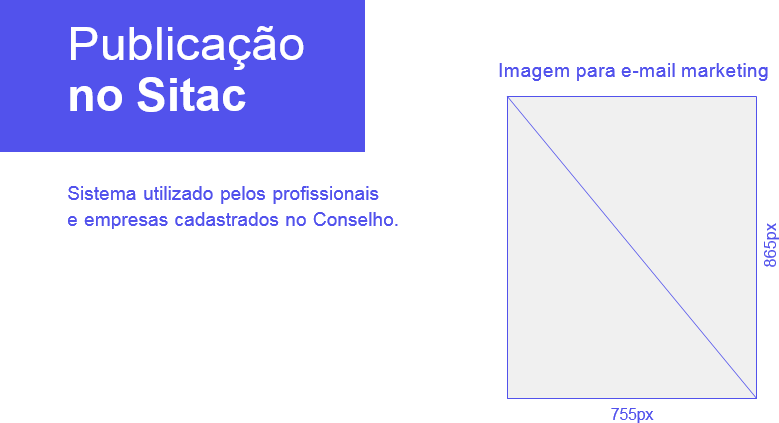 Publicação
no Sitac
Sistema utilizado pelos profissionais
e empresas cadastrados no Conselho.
Imagem para e-mail marketing
865px
755px